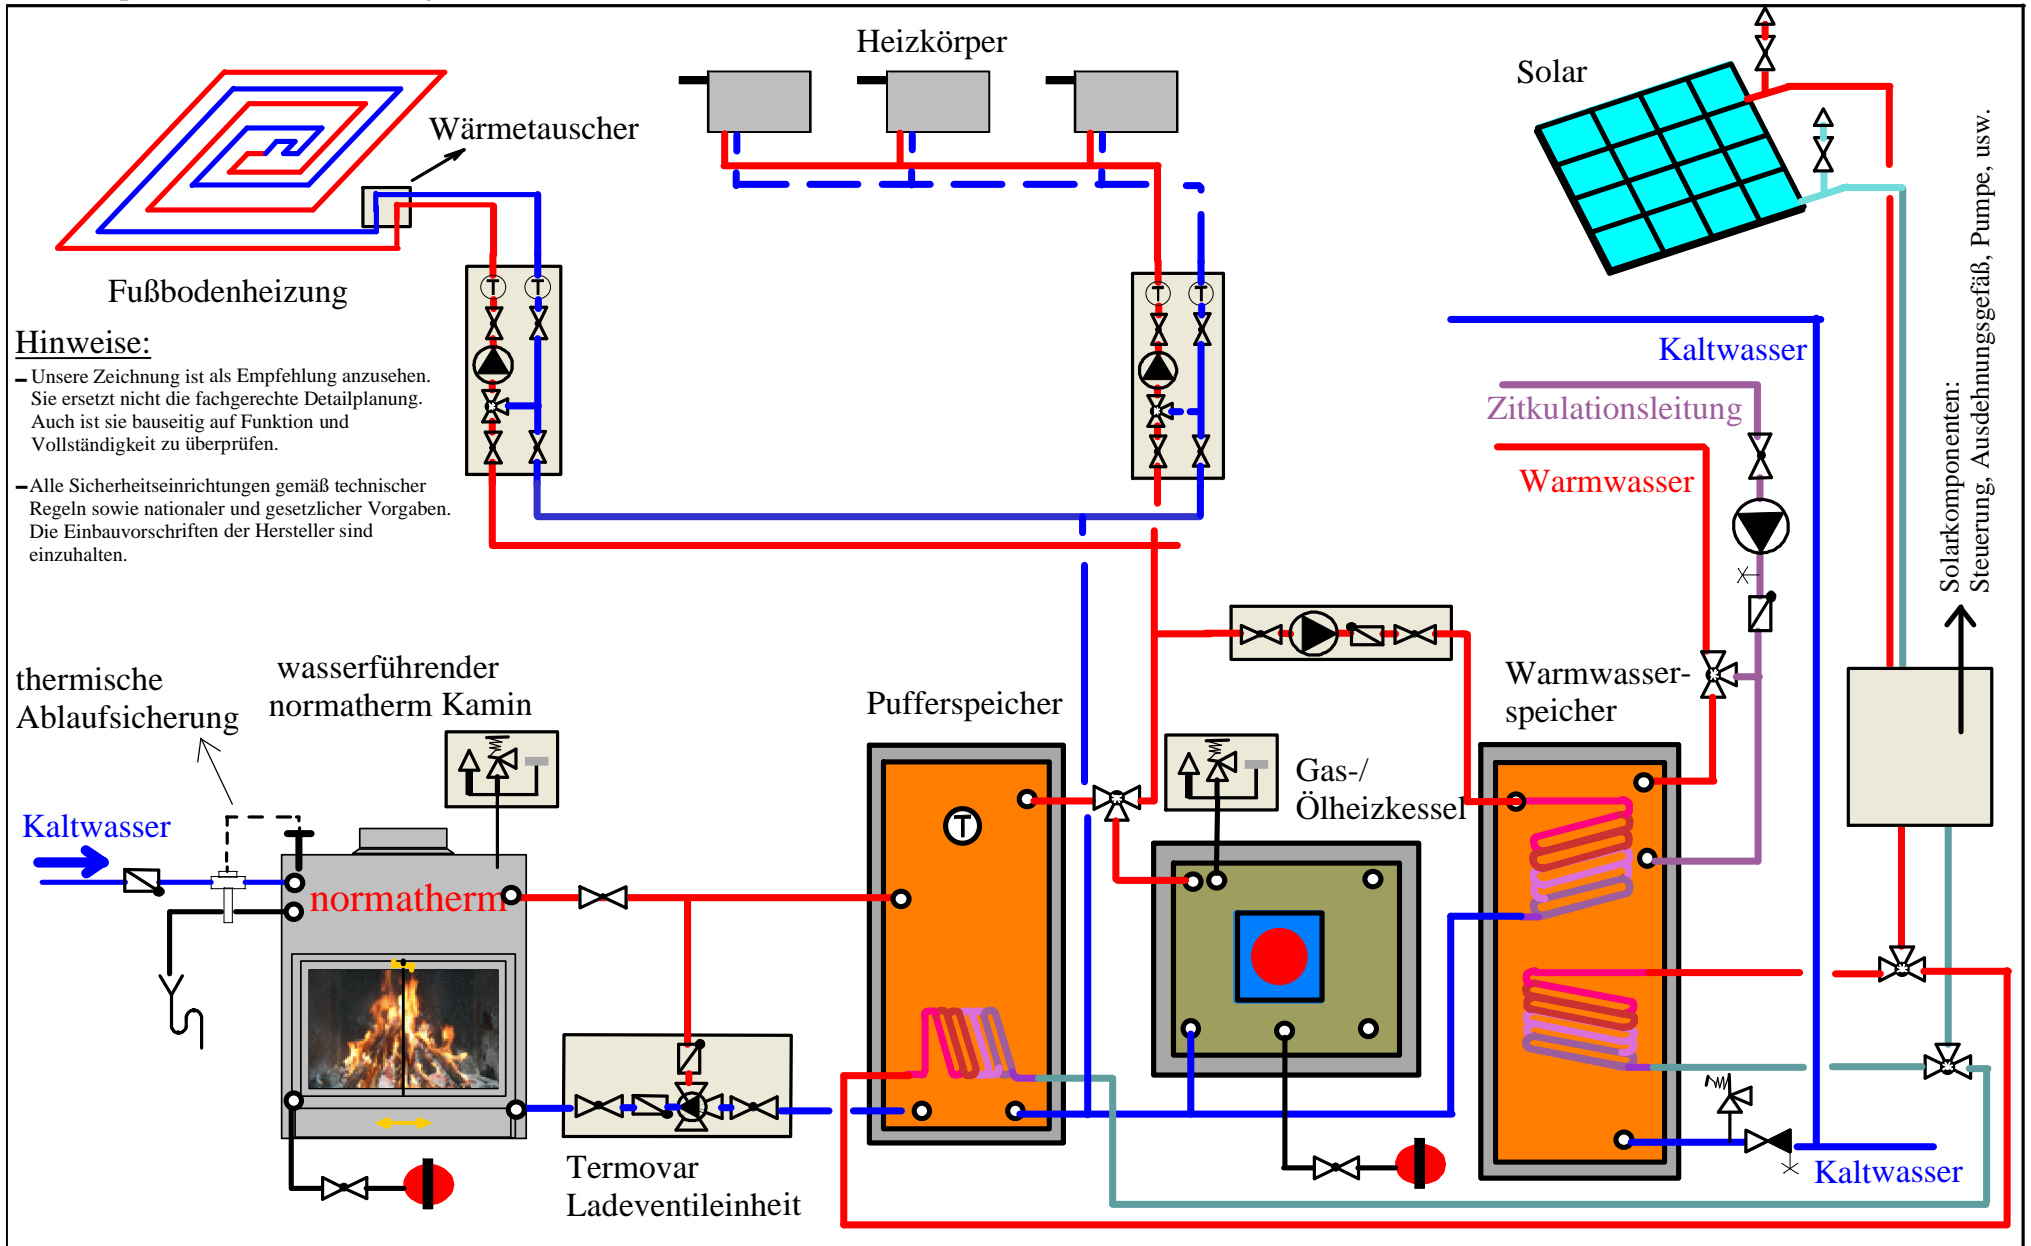 Heizkörper
Solar
Wärmetauscher
Fußbodenheizung
Hinweise:
– Unsere Zeichnung ist als Empfehlung anzusehen.
Sie ersetzt nicht die fachgerechte Detailplanung.
Auch ist sie bauseitig auf Funktion und
Vollständigkeit zu überprüfen.
– Alle Sicherheitseinrichtungen gemäß technischer
Regeln sowie nationaler und gesetzlicher Vorgaben.
Die Einbauvorschriften der Hersteller sind
einzuhalten.
T
T
T
T
Kaltwasser
Zitkulationsleitung
Warmwasser
Solarkomponenten:
Steuerung, Ausdehnungsgefäß, Pumpe, usw.
thermische
Ablaufsicherung
wasserführender
normatherm Kamin
Pufferspeicher
Warmwasser-
speicher
Gas-/
Ölheizkessel
Kaltwasser
T
normatherm
Termovar
Ladeventileinheit
Kaltwasser